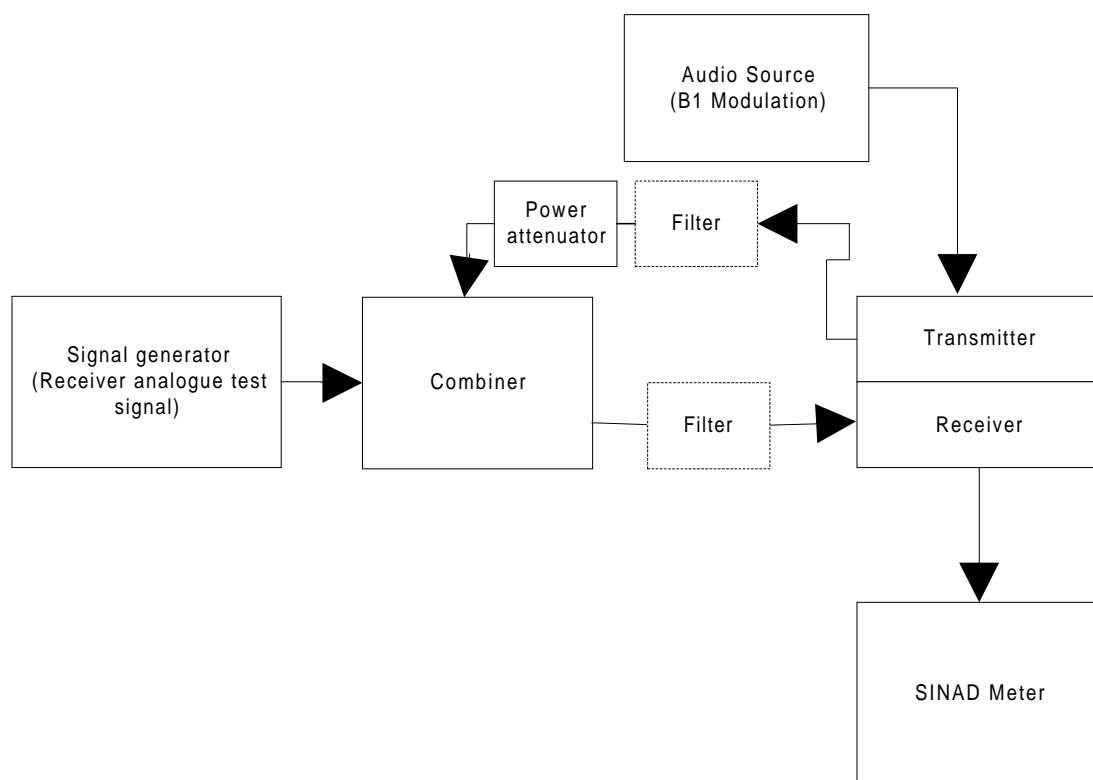 Audio Source
(B1 Modulation)
Power
attenuator
Filter
Signal generator
(Receiver analogue test
signal)
Combiner
Transmitter
Filter
Receiver
SINAD Meter